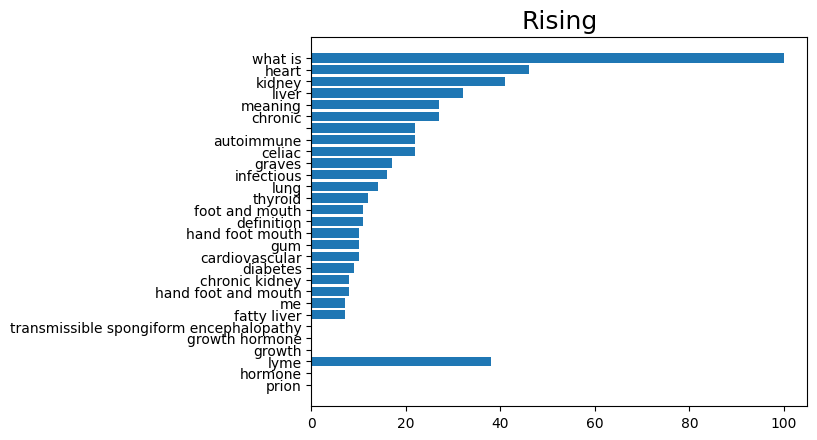 Rising
what is
heart
kidney
liver
meaning
chronic
autoimmune
celiac
graves
infectious
lung
thyroid
foot and mouth
definition
hand foot mouth
gum
cardiovascular
diabetes
chronic kidney
hand foot and mouth
me
fatty liver
transmissible spongiform encephalopathy
growth hormone
growth
lyme
hormone
prion
0 20 40 60 80 100